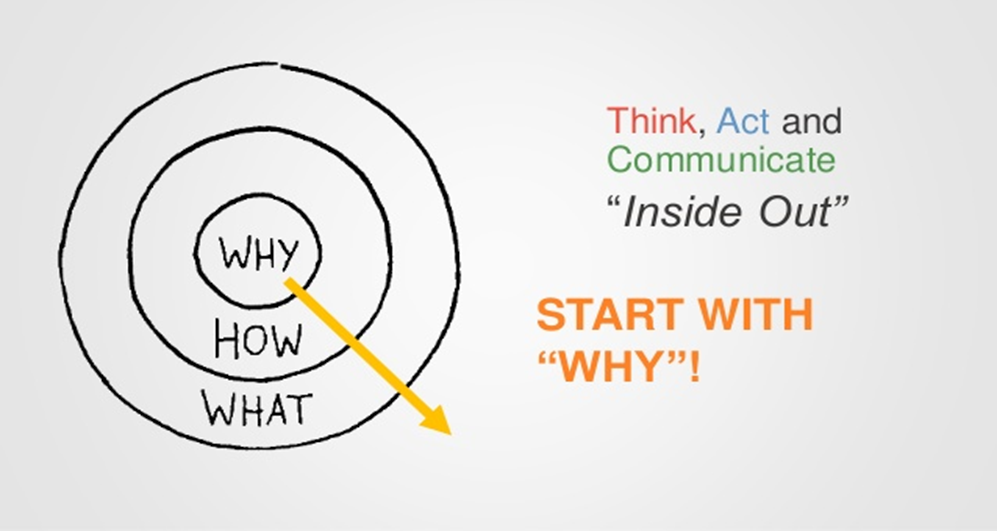 WHY
HOW
WHAT
Think, Act and
Communicate
“Inside Out”
START WITH
“WHY”!